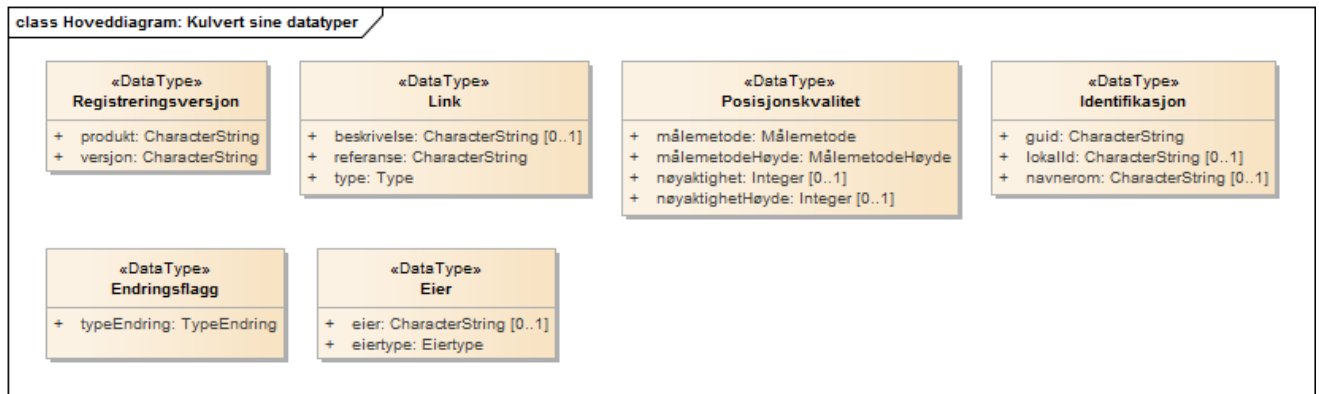 class Hoveddiagram: Kulvert sine datatyper
«DataType»
Registreringsversjon
+ produkt: CharacterString
+ versjon: CharacterString
«DataType»
Link
+ beskrivelse: CharacterString [0..1]
+ referanse: CharacterString
+ type: Type
«DataType»
Posisjonskvalitet
+ målemetode: Målemetode
+ målemetodeHøyde: MålemetodeHøyde
+ nøyaktighet: Integer [0..1]
+ nøyaktighetHøyde: Integer [0..1]
«DataType»
Identifikasjon
+ guid: CharacterString
+ lokalId: CharacterString [0..1]
+ navnerom: CharacterString [0..1]
«DataType»
Endringsflagg
+ typeEndring: TypeEndring
«DataType»
Eier
+ eier: CharacterString [0..1]
+ eiertype: Eiertype